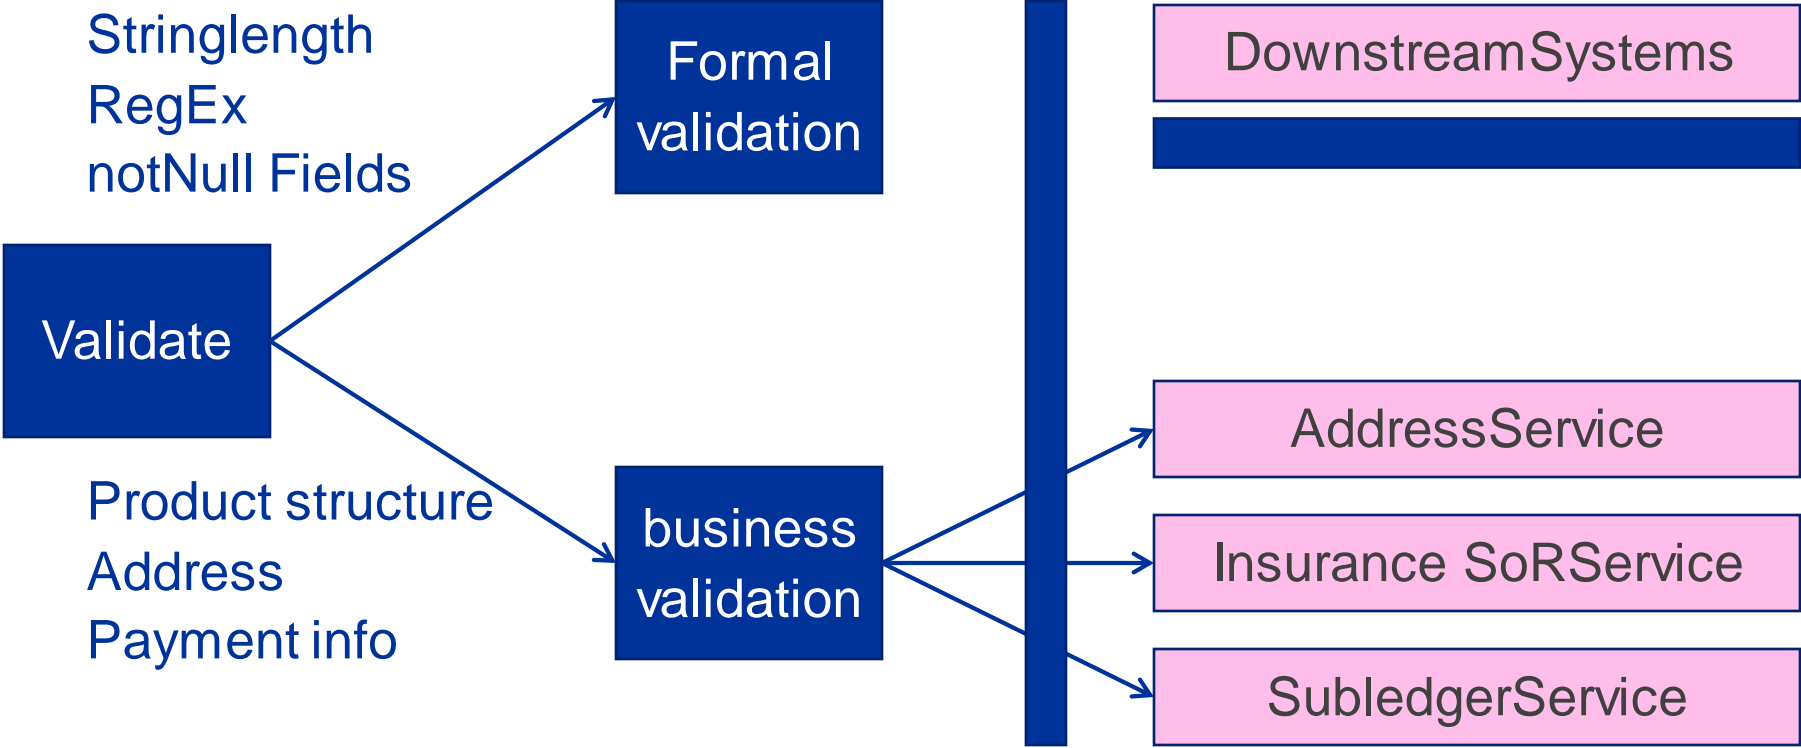 Stringlength
RegEx
notNull Fields
Formal
validation
DownstreamSystems
Validate
Product structure
Address
Payment info
business
validation
AddressService
Insurance SoRService
SubledgerService